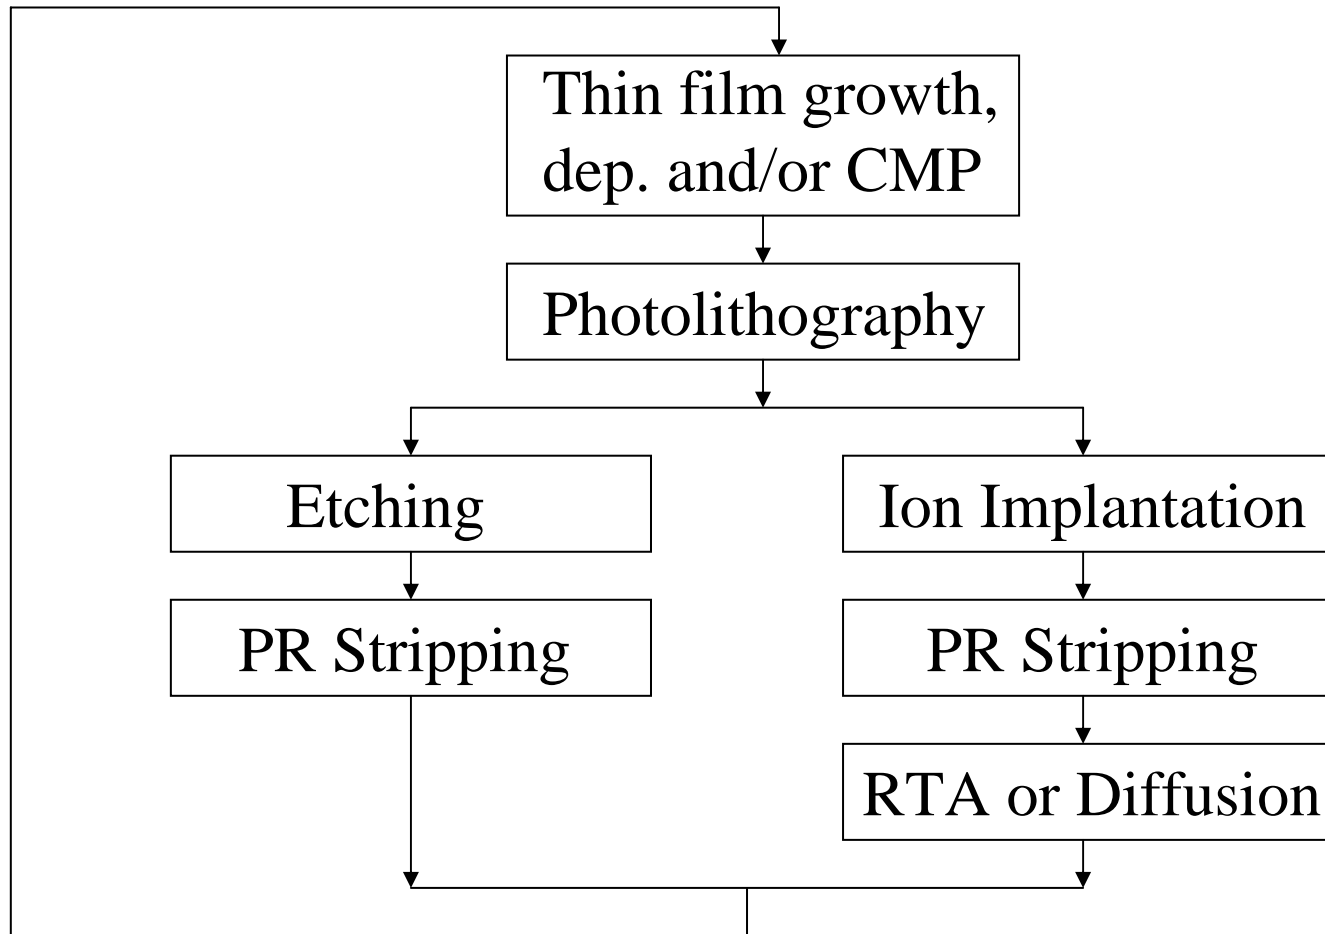 Thin film growth,
dep. and/or CMP
Photolithography
Etching
Ion Implantation
PR Stripping
PR Stripping
RTA or Diffusion